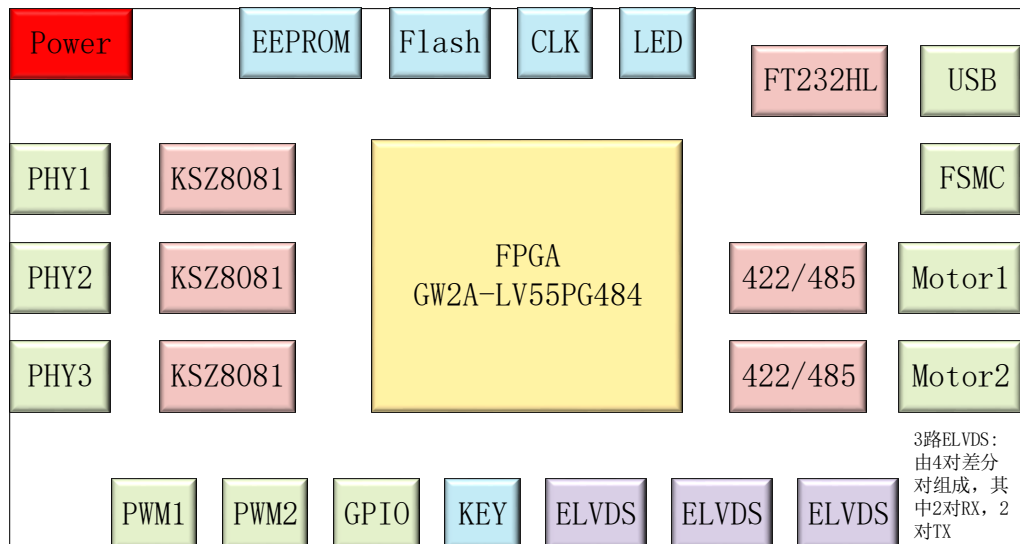 Power
EEPROM
Flash
CLK
LED
FT232HL
USB
PHY1
KSZ8081
FSMC
PHY2
KSZ8081
FPGA
GW2A-LV55PG484
422/485
Motor1
PHY3
KSZ8081
422/485
Motor2
3路ELVDS:
由4对差分
对组成，其
中2对RX，2
对TX
PWM1
PWM2
GPIO
KEY
ELVDS
ELVDS
ELVDS